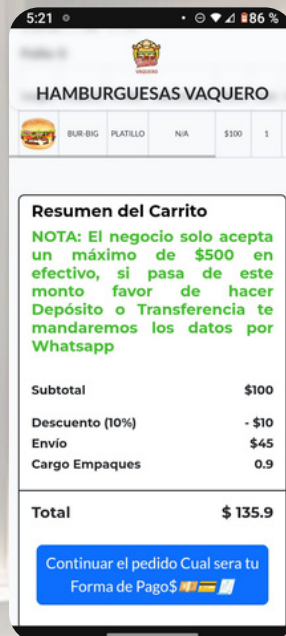 5:21
86 %
VAQUERO
HAMBURGUESAS VAQUERO
BUR-BIG PLATILLO N/A $100 1
Resumen del Carrito
NOTA: El negocio solo acepta
un máximo de $500 en
efectivo, si pasa de este
monto favor de hacer
Depósito o Transferencia te
mandaremos los datos por
Whatsapp
Subtotal $100
Descuento (10%) - $10
Envío $45
Cargo Empaques 0.9
Total $ 135.9
Continuar el pedido Cual sera tu
Forma de Pago$